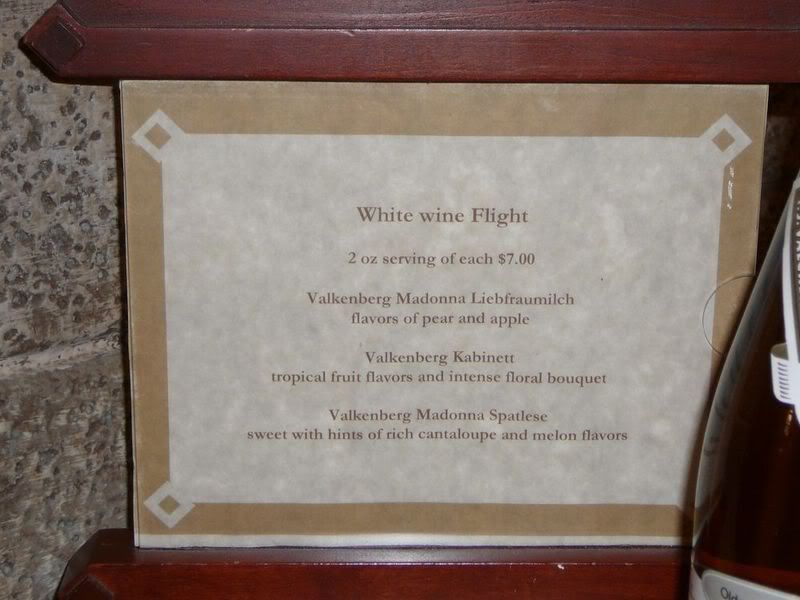 White wine Flight
2 oz serving of each $7.00
Valkenberg Madonna Liebfraumilch
flavors of pear and apple
Valkenberg Kabinett
tropical fruit flavors and intense floral bouquet
Valkenberg Madonna Spatlese
sweet with hints of rich cantaloupe and melon flavors